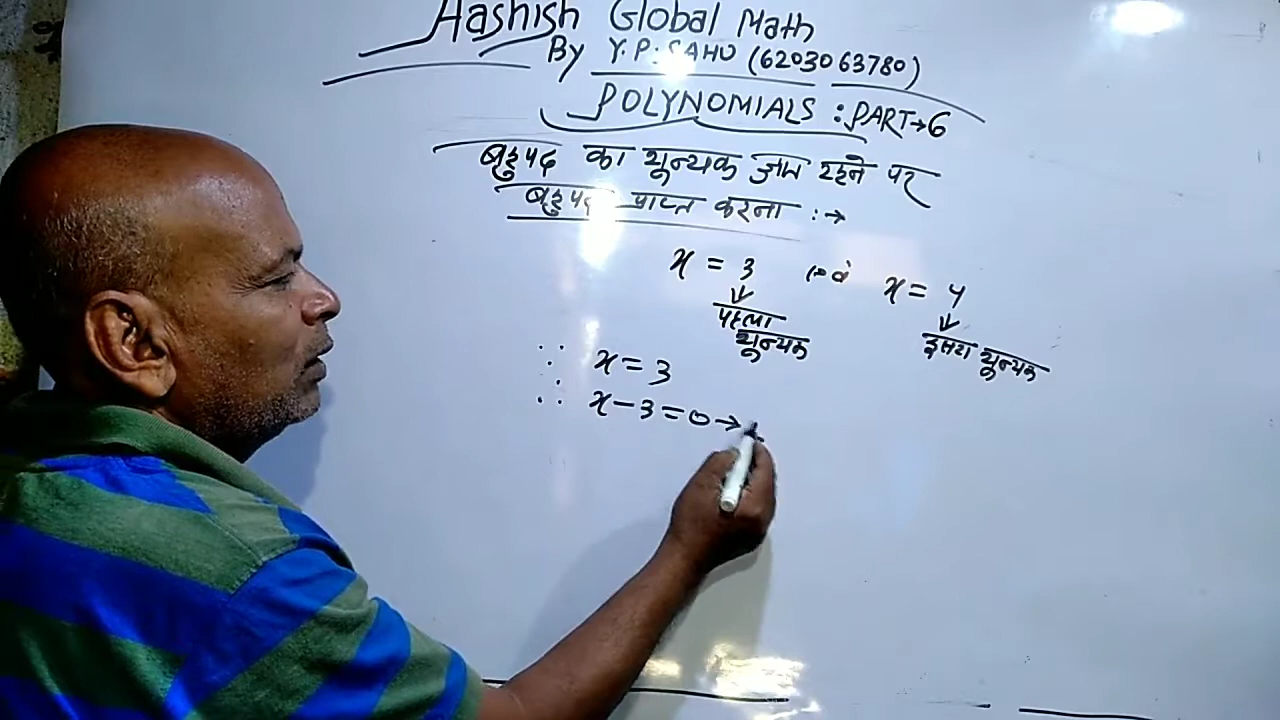 Aashish Global Math
By Y.P. SAHU (6203063780)
POLYNOMIALS : PART→6
बहुपद का शून्यक ज्ञात रहने पर
बहुपद प्राप्त करना :→
x = 3 एवं x = 4
↓ ↓
पहला दूसरा शून्यक
शून्यक
∵ x = 3
∴ x - 3 = 0 →